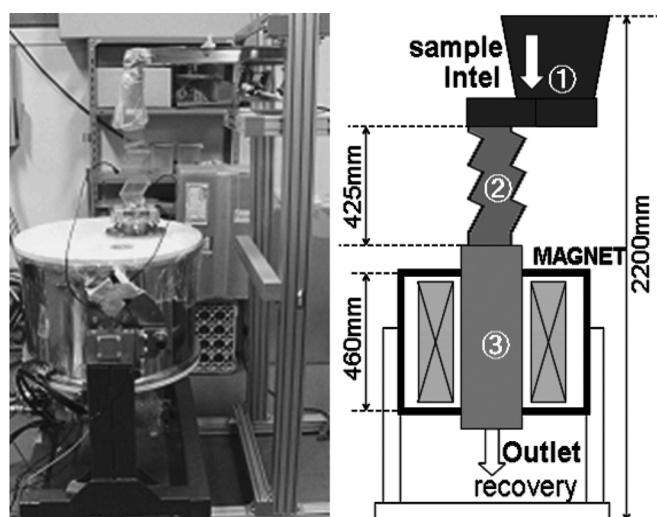 sample
Intel
①
②
425mm
MAGNET
2200mm
460mm
③
Outlet
recovery